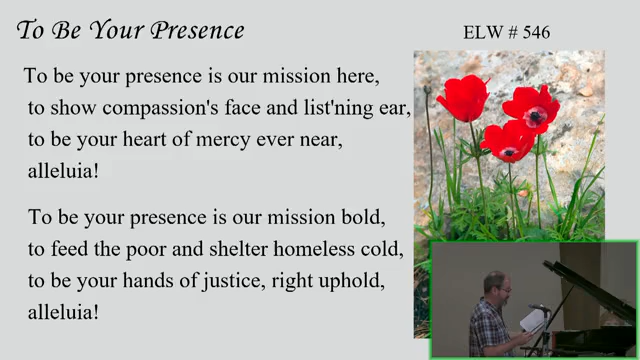 To Be Your Presence
ELW # 546
To be your presence is our mission here,
to show compassion's face and list'ning ear,
to be your heart of mercy ever near,
alleluia!
To be your presence is our mission bold,
to feed the poor and shelter homeless cold,
to be your hands of justice, right uphold,
alleluia!